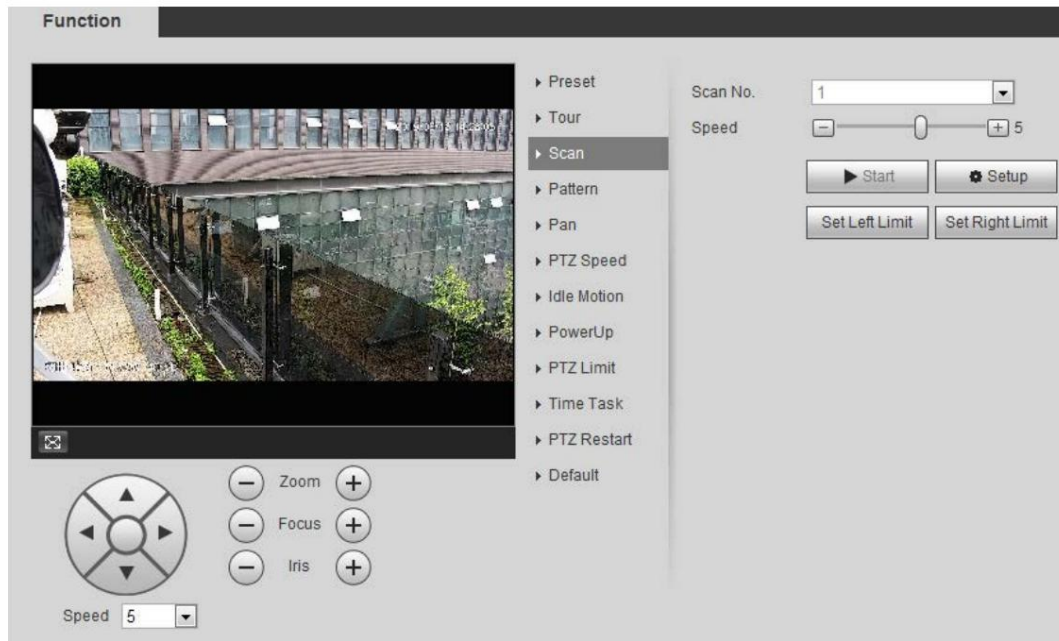 Function
Preset
Tour
Scan
Pattern
Pan
PTZ Speed
Idle Motion
PowerUp
PTZ Limit
Time Task
PTZ Restart
Default
Scan No. 1
Speed 5
Start
Setup
Set Left Limit
Set Right Limit
Zoom
Focus
Iris
Speed 5